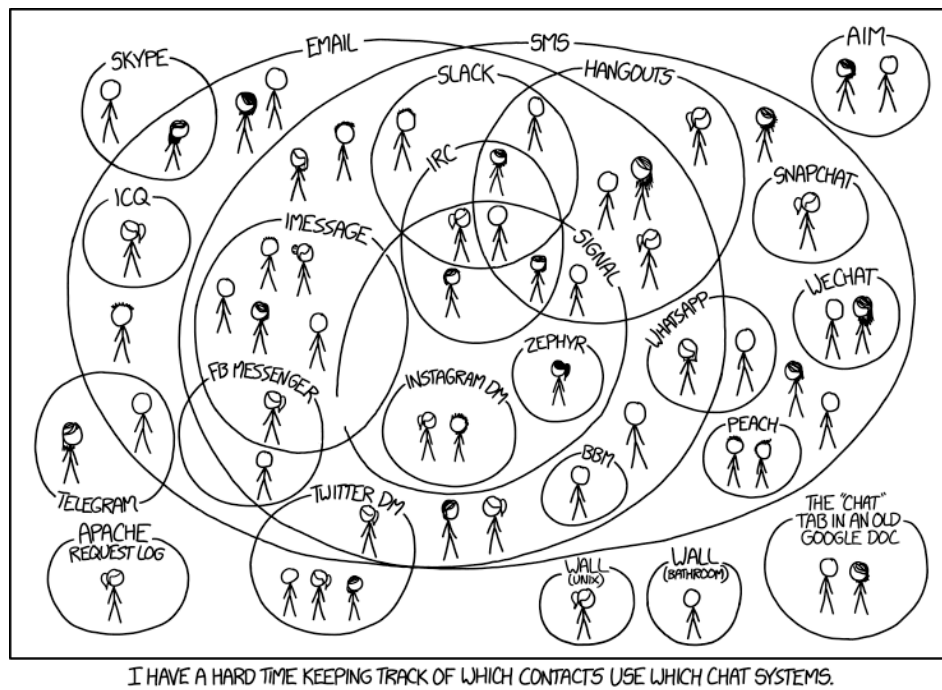 EMAIL
SMS
AIM
SKYPE
SLACK
HANGOUTS
IRC
SNAPCHAT
ICQ
IMESSAGE
SIGNAL
WECHAT
WHATSAPP
ZEPHYR
FB MESSENGER
INSTAGRAM DM
PEACH
BBM
TELEGRAM
TWITTER DM
THE "CHAT"
TAB IN AN OLD
GOOGLE DOC
APACHE
REQUEST LOG
WALL
(UNIX)
WALL
(BATHROOM)
I HAVE A HARD TIME KEEPING TRACK OF WHICH CONTACTS USE WHICH CHAT SYSTEMS.